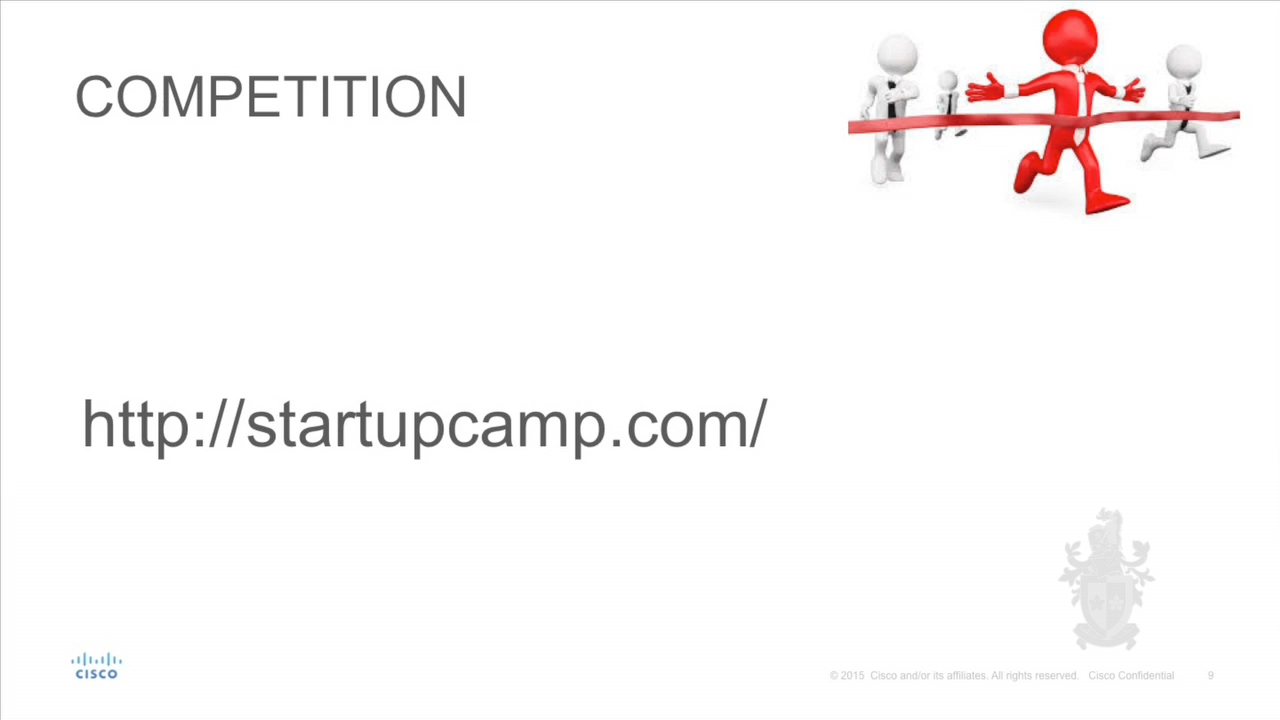 COMPETITION
http://startupcamp.com/
CISCO
© 2015 Cisco and/or its affiliates. All rights reserved. Cisco Confidential 9